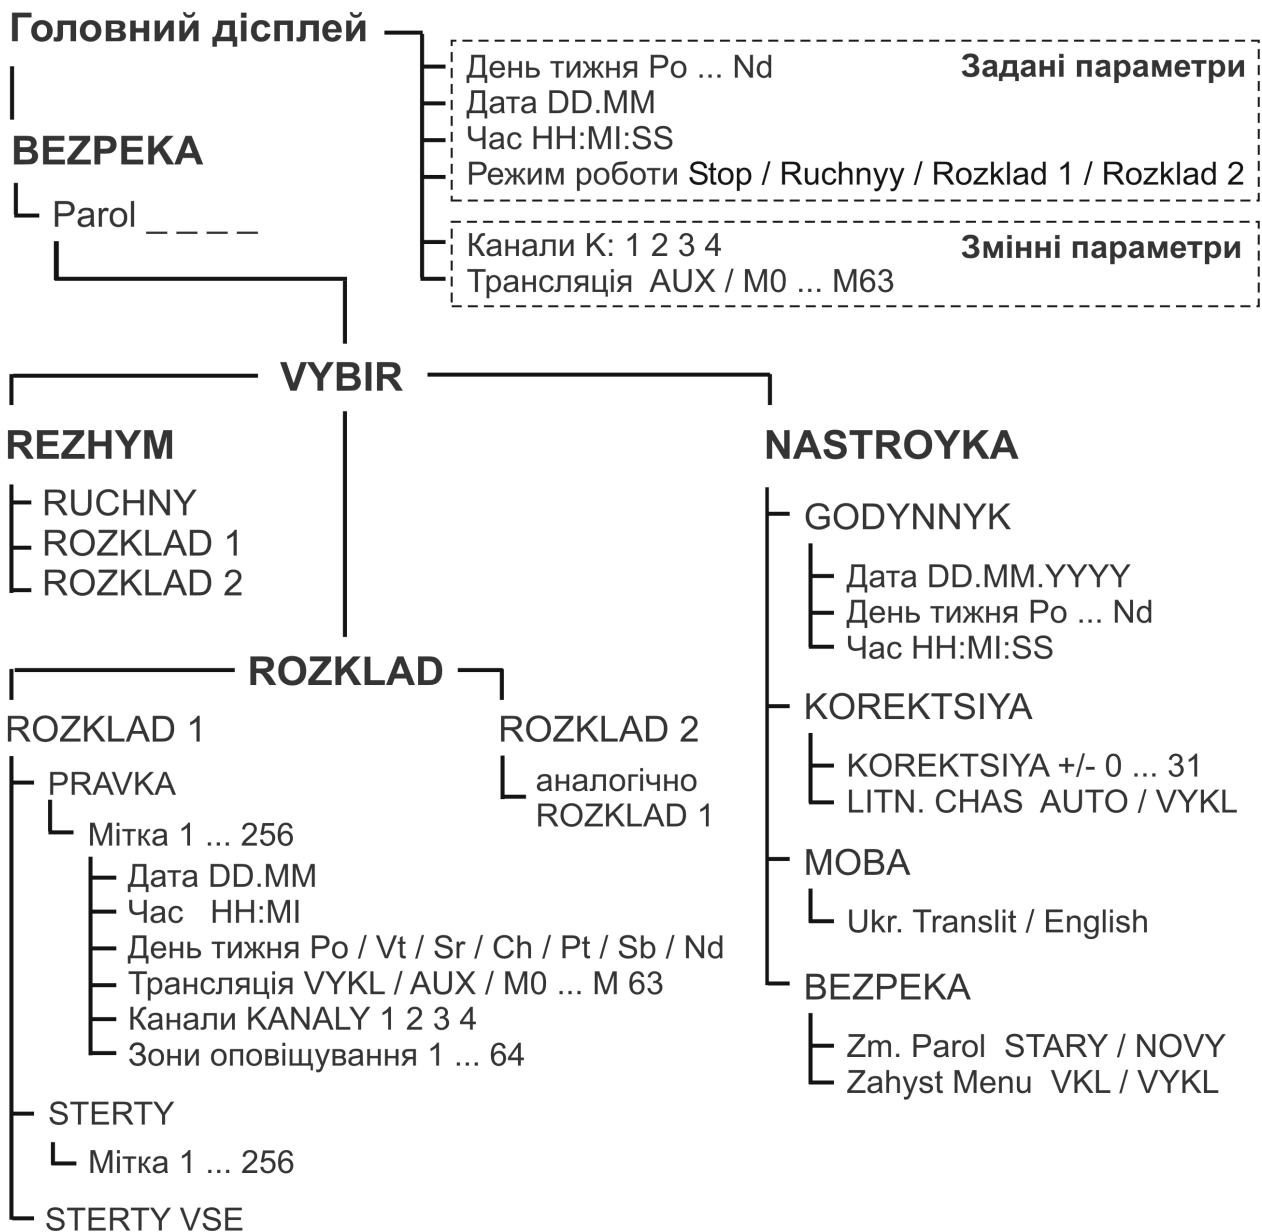 Головний дісплей
День тижня Po ... Nd
Задані параметри
Дата DD.MM
Час HH:MI:SS
Режим роботи Stop / Ruchnyy / Rozklad 1 / Rozklad 2
Канали K: 1 2 3 4
Змінні параметри
Трансляція AUX / M0 ... M63
BEZPEKA
Parol _ _ _ _
VYBIR
REZHYM
RUCHNY
ROZKLAD 1
ROZKLAD 2
ROZKLAD
ROZKLAD 1
PRAVKA
Мітка 1 ... 256
Дата DD.MM
Час HH:MI
День тижня Po / Vt / Sr / Ch / Pt / Sb / Nd
Трансляція VYKL / AUX / M0 ... M 63
Канали KANALY 1 2 3 4
Зони оповіщування 1 ... 64
STERTY
Мітка 1 ... 256
STERTY VSE
ROZKLAD 2
аналогічно
ROZKLAD 1
NASTROYKA
GODYNNYK
Дата DD.MM.YYYY
День тижня Po ... Nd
Час HH:MI:SS
KOREKTSIYA
KOREKTSIYA +/- 0 ... 31
LITN. CHAS AUTO / VYKL
MOBA
Ukr. Translit / English
BEZPEKA
Zm. Parol STARY / NOVY
Zahyst Menu VKL / VYKL